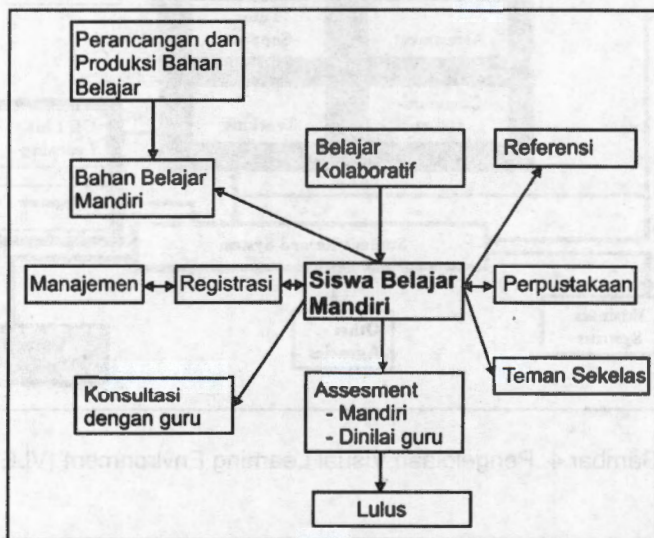 Perancangan dan
Produksi Bahan
Belajar
Belajar
Kolaboratif
Referensi
Bahan Belajar
Mandiri
Manajemen
Registrasi
Siswa Belajar
Mandiri
Perpustakaan
Konsultasi
dengan guru
Assesment
- Mandiri
- Dinilai guru
Teman Sekelas
Lulus